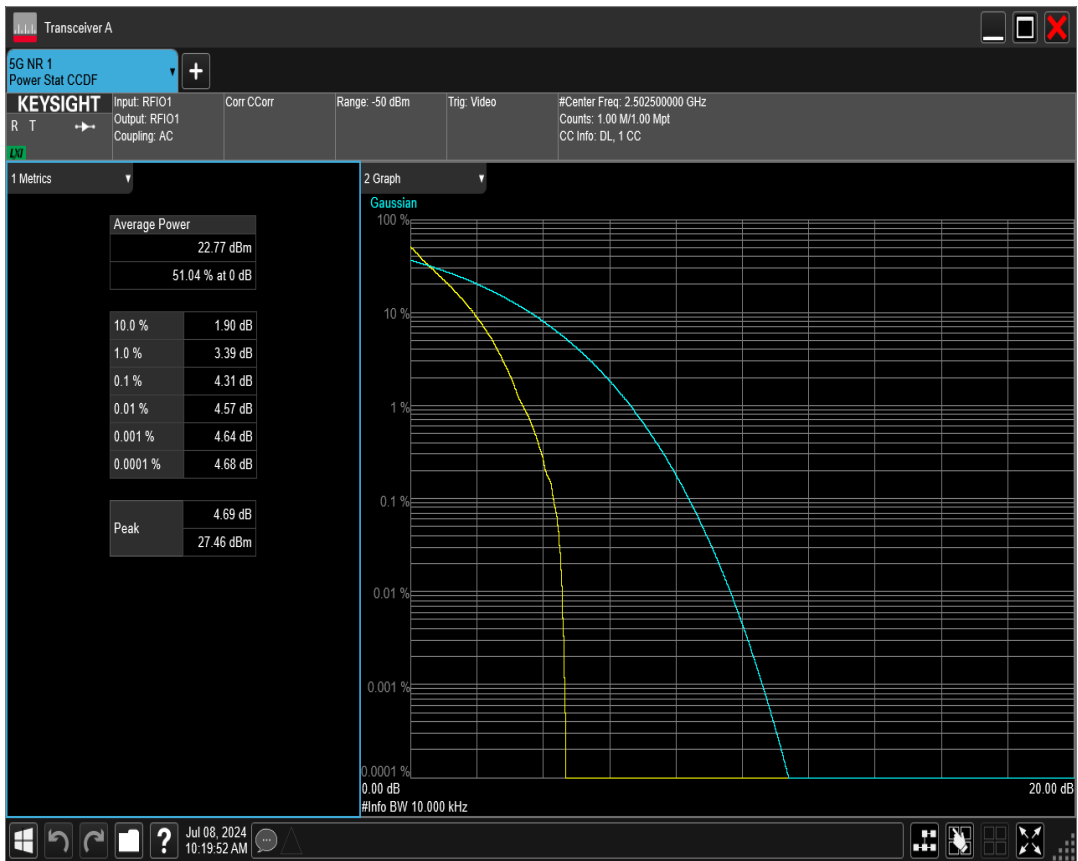 Transceiver A
5G NR 1
Power Stat CCDF
+
KEYSIGHT
R T
LXI
Input: RFIO1
Output: RFIO1
Coupling: AC
Corr CCorr
Range: -50 dBm
Trig: Video
#Center Freq: 2.502500000 GHz
Counts: 1.00 M/1.00 Mpt
CC Info: DL, 1 CC
1 Metrics
Average Power
22.77 dBm
51.04 % at 0 dB
10.0 % 1.90 dB
1.0 % 3.39 dB
0.1 % 4.31 dB
0.01 % 4.57 dB
0.001 % 4.64 dB
0.0001 % 4.68 dB
Peak
4.69 dB
27.46 dBm
2 Graph
Gaussian
100 %
10 %
1 %
0.1 %
0.01 %
0.001 %
0.0001 %
0.00 dB 20.00 dB
#Info BW 10.000 kHz
?
Jul 08, 2024
10:19:52 AM